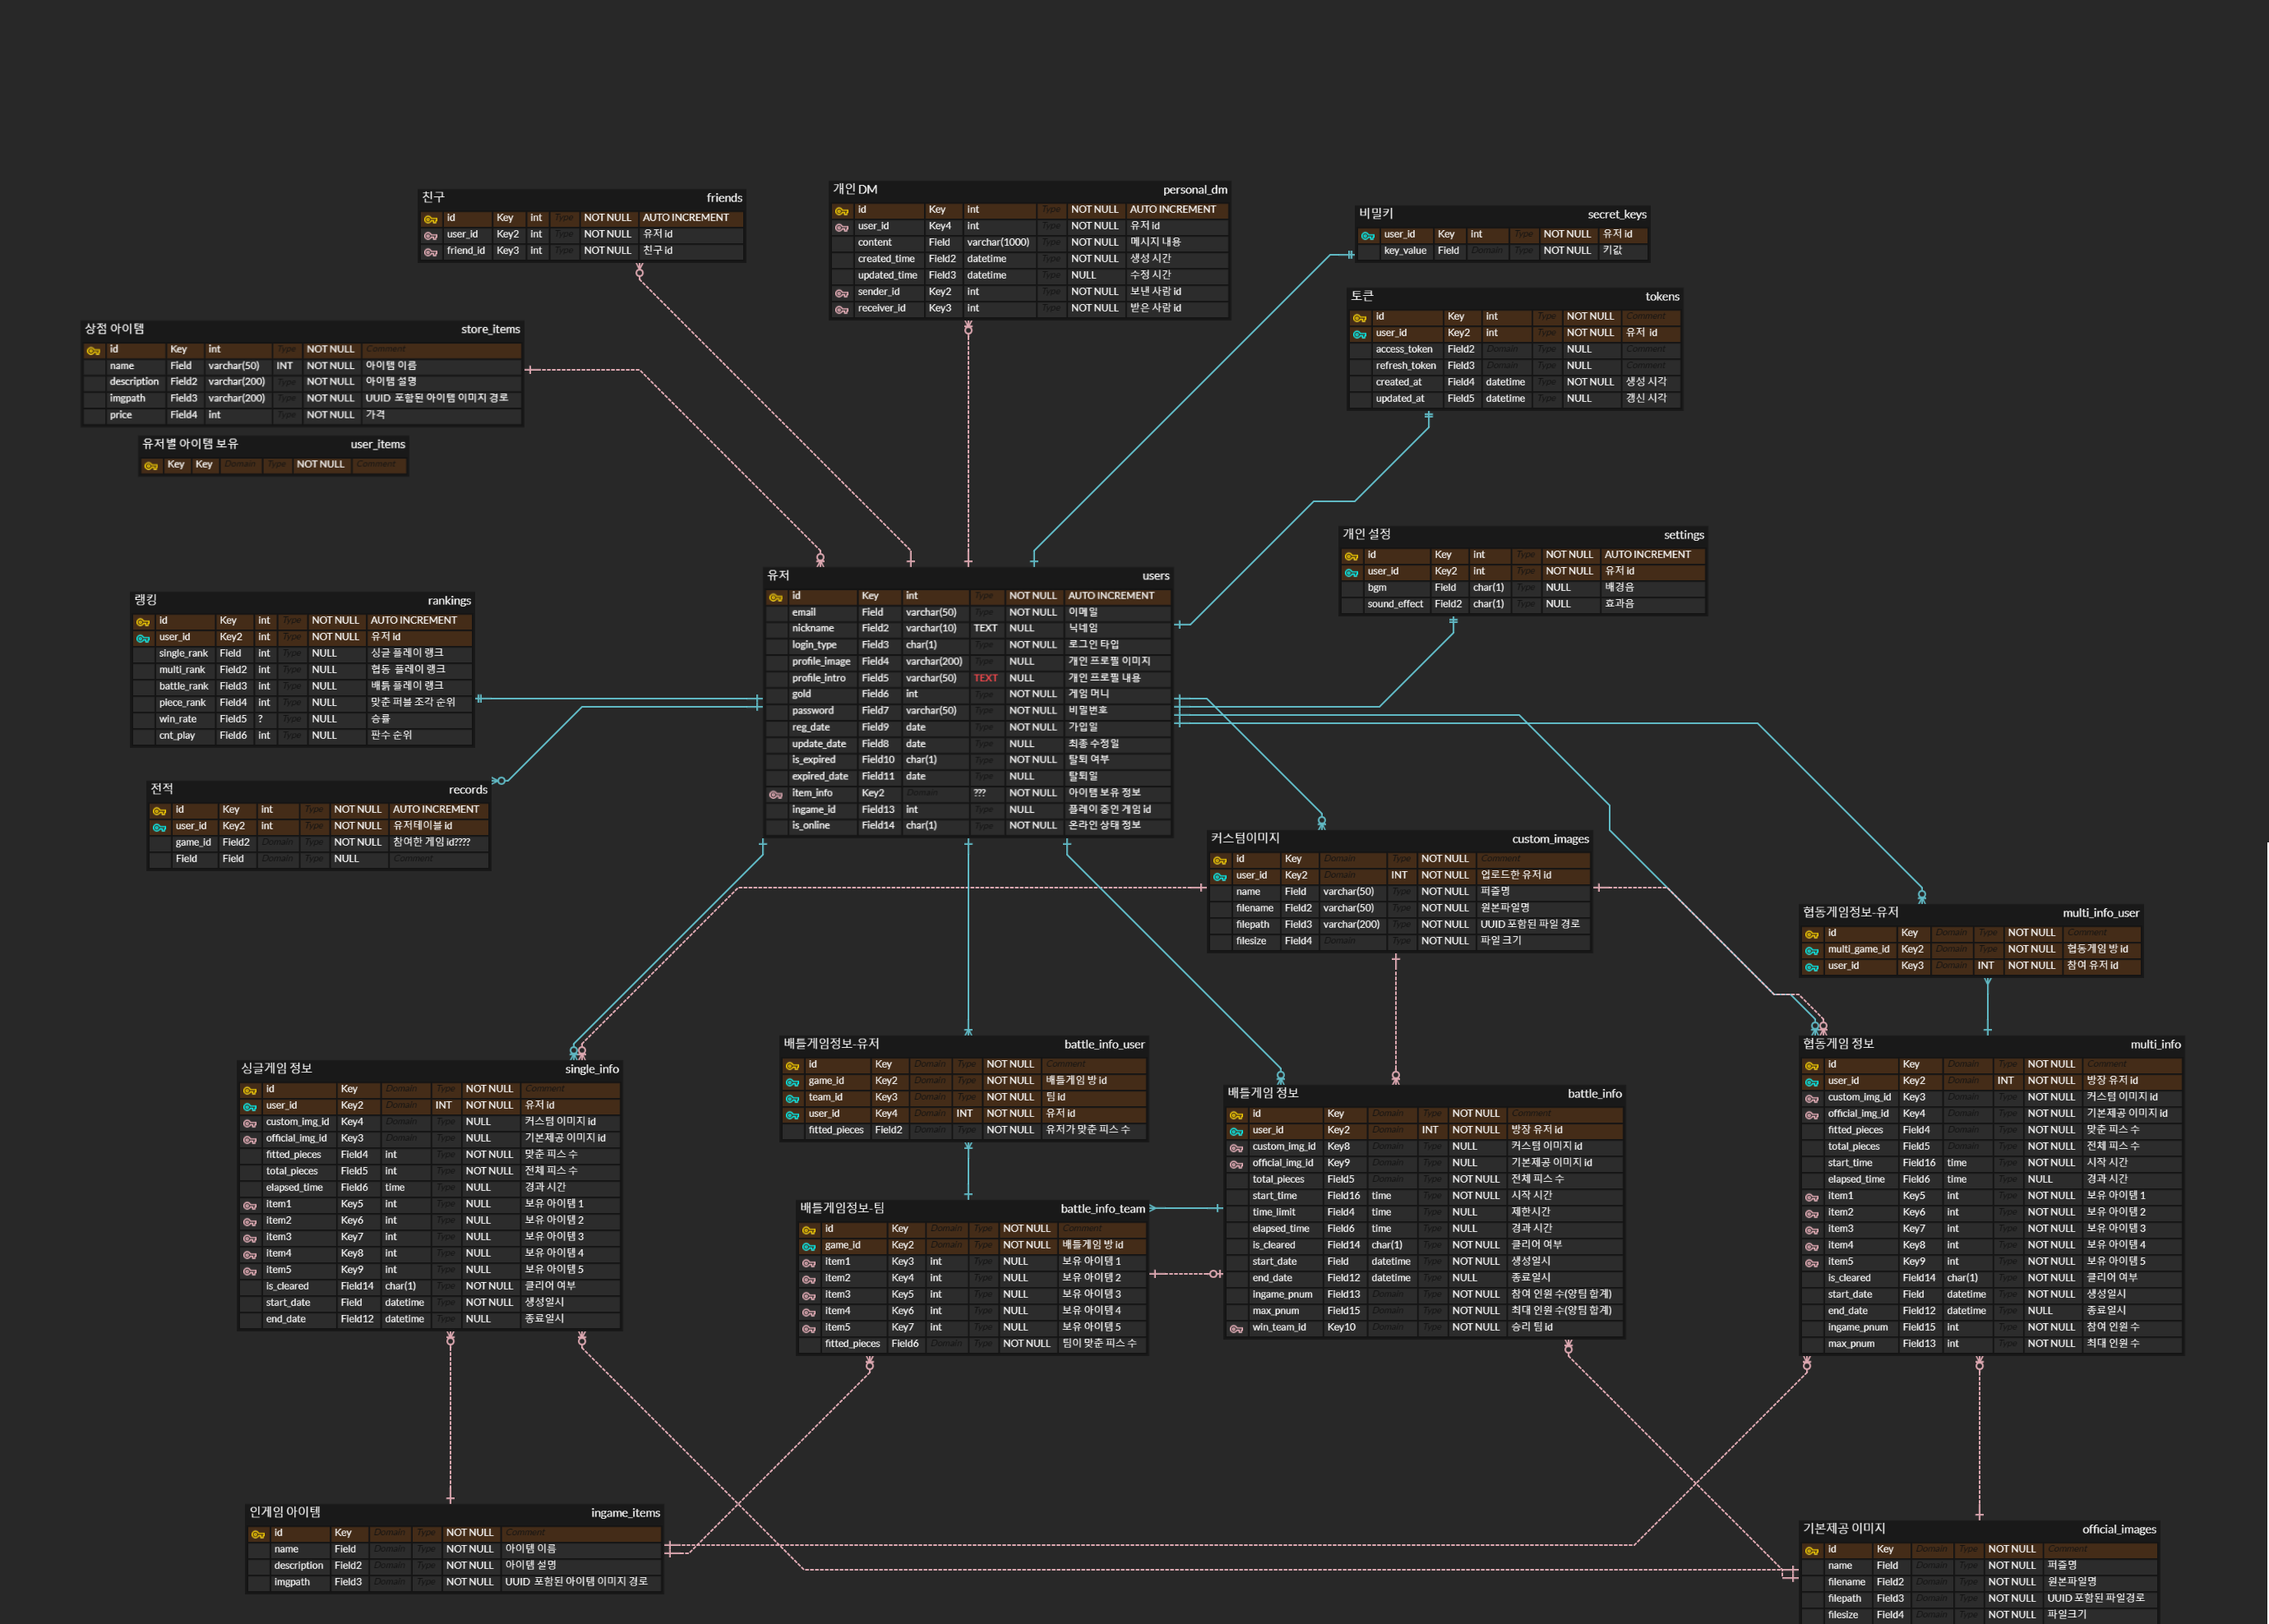 친구 friends
id Key int Type NOT NULL AUTO INCREMENT
user_id Key2 int Type NOT NULL 유저 id
friend_id Key3 int Type NOT NULL 친구 id
개인 DM personal_dm
id Key int Type NOT NULL AUTO INCREMENT
user_id Key4 int Type NOT NULL 유저 id
content Field varchar(1000) Type NOT NULL 메시지 내용
created_time Field2 datetime Type NOT NULL 생성 시간
updated_time Field3 datetime Type NULL 수정 시간
sender_id Key2 int Type NOT NULL 보낸 사람 id
receiver_id Key3 int Type NOT NULL 받은 사람 id
비밀키 secret_keys
user_id Key int Type NOT NULL 유저 id
key_value Field Domain Type NOT NULL 키값
토큰 tokens
id Key int Type NOT NULL Comment
user_id Key2 int Type NOT NULL 유저 id
access_token Field2 Domain Type NULL Comment
refresh_token Field3 Domain Type NULL Comment
created_at Field4 datetime Type NOT NULL 생성 시각
updated_at Field5 datetime Type NULL 갱신 시각
상점 아이템 store_items
id Key int Type NOT NULL Comment
name Field varchar(50) INT NOT NULL 아이템 이름
description Field2 varchar(200) Type NOT NULL 아이템 설명
imgpath Field3 varchar(200) Type NOT NULL UUID 포함된 아이템 이미지 경로
price Field4 int Type NOT NULL 가격
유저별 아이템 보유 user_items
Key Key Domain Type NOT NULL Comment
개인 설정 settings
id Key int Type NOT NULL AUTO INCREMENT
user_id Key2 int Type NOT NULL 유저 id
bgm Field char(1) Type NULL 배경음
sound_effect Field2 char(1) Type NULL 효과음
유저 users
id Key int Type NOT NULL AUTO INCREMENT
email Field varchar(50) Type NOT NULL 이메일
nickname Field2 varchar(10) TEXT NULL 닉네임
login_type Field3 char(1) Type NOT NULL 로그인 타입
profile_image Field4 varchar(200) Type NULL 개인 프로필 이미지
profile_intro Field5 varchar(50) TEXT NULL 개인 프로필 내용
gold Field6 int Type NOT NULL 게임 머니
password Field7 varchar(50) Type NOT NULL 비밀번호
reg_date Field9 date Type NOT NULL 가입일
update_date Field8 date Type NULL 최종 수정일
is_expired Field10 char(1) Type NOT NULL 탈퇴 여부
expired_date Field11 date Type NULL 탈퇴일
item_info Key2 Domain ??? NOT NULL 아이템 보유 정보
ingame_id Field13 int Type NULL 플레이 중인 게임 id
is_online Field14 char(1) Type NOT NULL 온라인 상태 정보
랭킹 rankings
id Key int Type NOT NULL AUTO INCREMENT
user_id Key2 int Type NOT NULL 유저 id
single_rank Field int Type NULL 싱글 플레이 랭크
multi_rank Field2 int Type NULL 협동 플레이 랭크
battle_rank Field3 int Type NULL 배틀 플레이 랭크
piece_rank Field4 int Type NULL 맞춘 퍼블 조각 순위
win_rate Field5 ? Type NULL 승률
cnt_play Field6 int Type NULL 판수 순위
전적 records
id Key int Type NOT NULL AUTO INCREMENT
user_id Key2 int Type NOT NULL 유저테이블 id
game_id Field2 Domain Type NOT NULL 참여한 게임 id????
Field Field Domain Type NULL Comment
커스텀이미지 custom_images
id Key Domain Type NOT NULL Comment
user_id Key2 Domain INT NOT NULL 업로드한 유저 id
name Field varchar(50) Type NOT NULL 퍼즐명
filename Field2 varchar(50) Type NOT NULL 원본파일명
filepath Field3 varchar(200) Type NOT NULL UUID 포함된 파일 경로
filesize Field4 Domain Type NOT NULL 파일 크기
협동게임정보-유저 multi_info_user
id Key Domain Type NOT NULL Comment
multi_game_id Key2 Domain Type NOT NULL 협동게임 방 id
user_id Key3 Domain INT NOT NULL 참여 유저 id
싱글게임 정보 single_info
id Key Domain Type NOT NULL Comment
user_id Key2 Domain INT NOT NULL 유저 id
custom_img_id Key4 Domain Type NULL 커스텀 이미지 id
official_img_id Key3 Domain Type NULL 기본제공 이미지 id
fitted_pieces Field4 int Type NOT NULL 맞춘 피스 수
total_pieces Field5 int Type NOT NULL 전체 피스 수
elapsed_time Field6 time Type NULL 경과 시간
item1 Key5 int Type NULL 보유 아이템 1
item2 Key6 int Type NULL 보유 아이템 2
item3 Key7 int Type NULL 보유 아이템 3
item4 Key8 int Type NULL 보유 아이템 4
item5 Key9 int Type NULL 보유 아이템 5
is_cleared Field14 char(1) Type NOT NULL 클리어 여부
start_date Field datetime Type NOT NULL 생성일시
end_date Field12 datetime Type NULL 종료일시
배틀게임정보-유저 battle_info_user
id Key Domain Type NOT NULL Comment
game_id Key2 Domain Type NOT NULL 배틀게임 방 id
team_id Key3 Domain Type NOT NULL 팀 id
user_id Key4 Domain INT NOT NULL 유저 id
fitted_pieces Field2 Domain Type NOT NULL 유저가 맞춘 피스 수
배틀게임정보-팀 battle_info_team
id Key Domain Type NOT NULL Comment
game_id Key2 Domain Type NOT NULL 배틀게임 방 id
item1 Key3 int Type NULL 보유 아이템 1
item2 Key4 int Type NULL 보유 아이템 2
item3 Key5 int Type NULL 보유 아이템 3
item4 Key6 int Type NULL 보유 아이템 4
item5 Key7 int Type NULL 보유 아이템 5
fitted_pieces Field6 Domain Type NOT NULL 팀이 맞춘 피스 수
배틀게임 정보 battle_info
id Key Domain Type NOT NULL Comment
user_id Key2 Domain INT NOT NULL 방장 유저 id
custom_img_id Key8 Domain Type NULL 커스텀 이미지 id
official_img_id Key9 Domain Type NULL 기본제공 이미지 id
total_pieces Field5 Domain Type NOT NULL 전체 피스 수
start_time Field16 time Type NOT NULL 시작 시간
time_limit Field4 time Type NULL 제한시간
elapsed_time Field6 time Type NULL 경과 시간
is_cleared Field14 char(1) Type NOT NULL 클리어 여부
start_date Field datetime Type NOT NULL 생성일시
end_date Field12 datetime Type NULL 종료일시
ingame_pnum Field13 Domain Type NOT NULL 참여 인원 수(양팀 합계)
max_pnum Field15 Domain Type NOT NULL 최대 인원 수(양팀 합계)
win_team_id Key10 Domain Type NOT NULL 승리 팀 id
협동게임 정보 multi_info
id Key Domain Type NOT NULL Comment
user_id Key2 Domain INT NOT NULL 방장 유저 id
custom_img_id Key3 Domain Type NOT NULL 커스텀 이미지 id
official_img_id Key4 Domain Type NOT NULL 기본제공 이미지 id
fitted_pieces Field4 Domain Type NOT NULL 맞춘 피스 수
total_pieces Field5 Domain Type NOT NULL 전체 피스 수
start_time Field16 time Type NOT NULL 시작 시간
elapsed_time Field6 time Type NULL 경과 시간
item1 Key5 int Type NOT NULL 보유 아이템 1
item2 Key6 int Type NOT NULL 보유 아이템 2
item3 Key7 int Type NOT NULL 보유 아이템 3
item4 Key8 int Type NOT NULL 보유 아이템 4
item5 Key9 int Type NOT NULL 보유 아이템 5
is_cleared Field14 char(1) Type NOT NULL 클리어 여부
start_date Field datetime Type NOT NULL 생성일시
end_date Field12 datetime Type NULL 종료일시
ingame_pnum Field15 int Type NOT NULL 참여 인원 수
max_pnum Field13 int Type NOT NULL 최대 인원 수
인게임 아이템 ingame_items
id Key Domain Type NOT NULL Comment
name Field Domain Type NOT NULL 아이템 이름
description Field2 Domain Type NOT NULL 아이템 설명
imgpath Field3 Domain Type NOT NULL UUID 포함된 아이템 이미지 경로
기본제공 이미지 official_images
id Key Domain Type NOT NULL Comment
name Field Domain Type NOT NULL 퍼즐명
filename Field2 Domain Type NOT NULL 원본파일명
filepath Field3 Domain Type NOT NULL UUID 포함된 파일경로
filesize Field4 Domain Type NOT NULL 파일크기